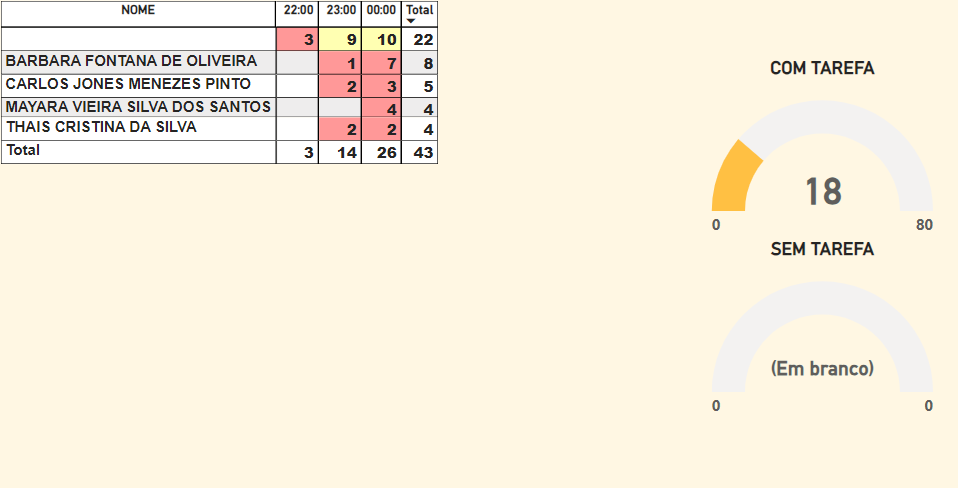 NOME 22:00 23:00 00:00 Total
3 9 10 22
BARBARA FONTANA DE OLIVEIRA 1 7 8
CARLOS JONES MENEZES PINTO 2 3 5
MAYARA VIEIRA SILVA DOS SANTOS 4 4
THAIS CRISTINA DA SILVA 2 2 4
Total 3 14 26 43
COM TAREFA
18
0 80
SEM TAREFA
(Em branco)
0 0